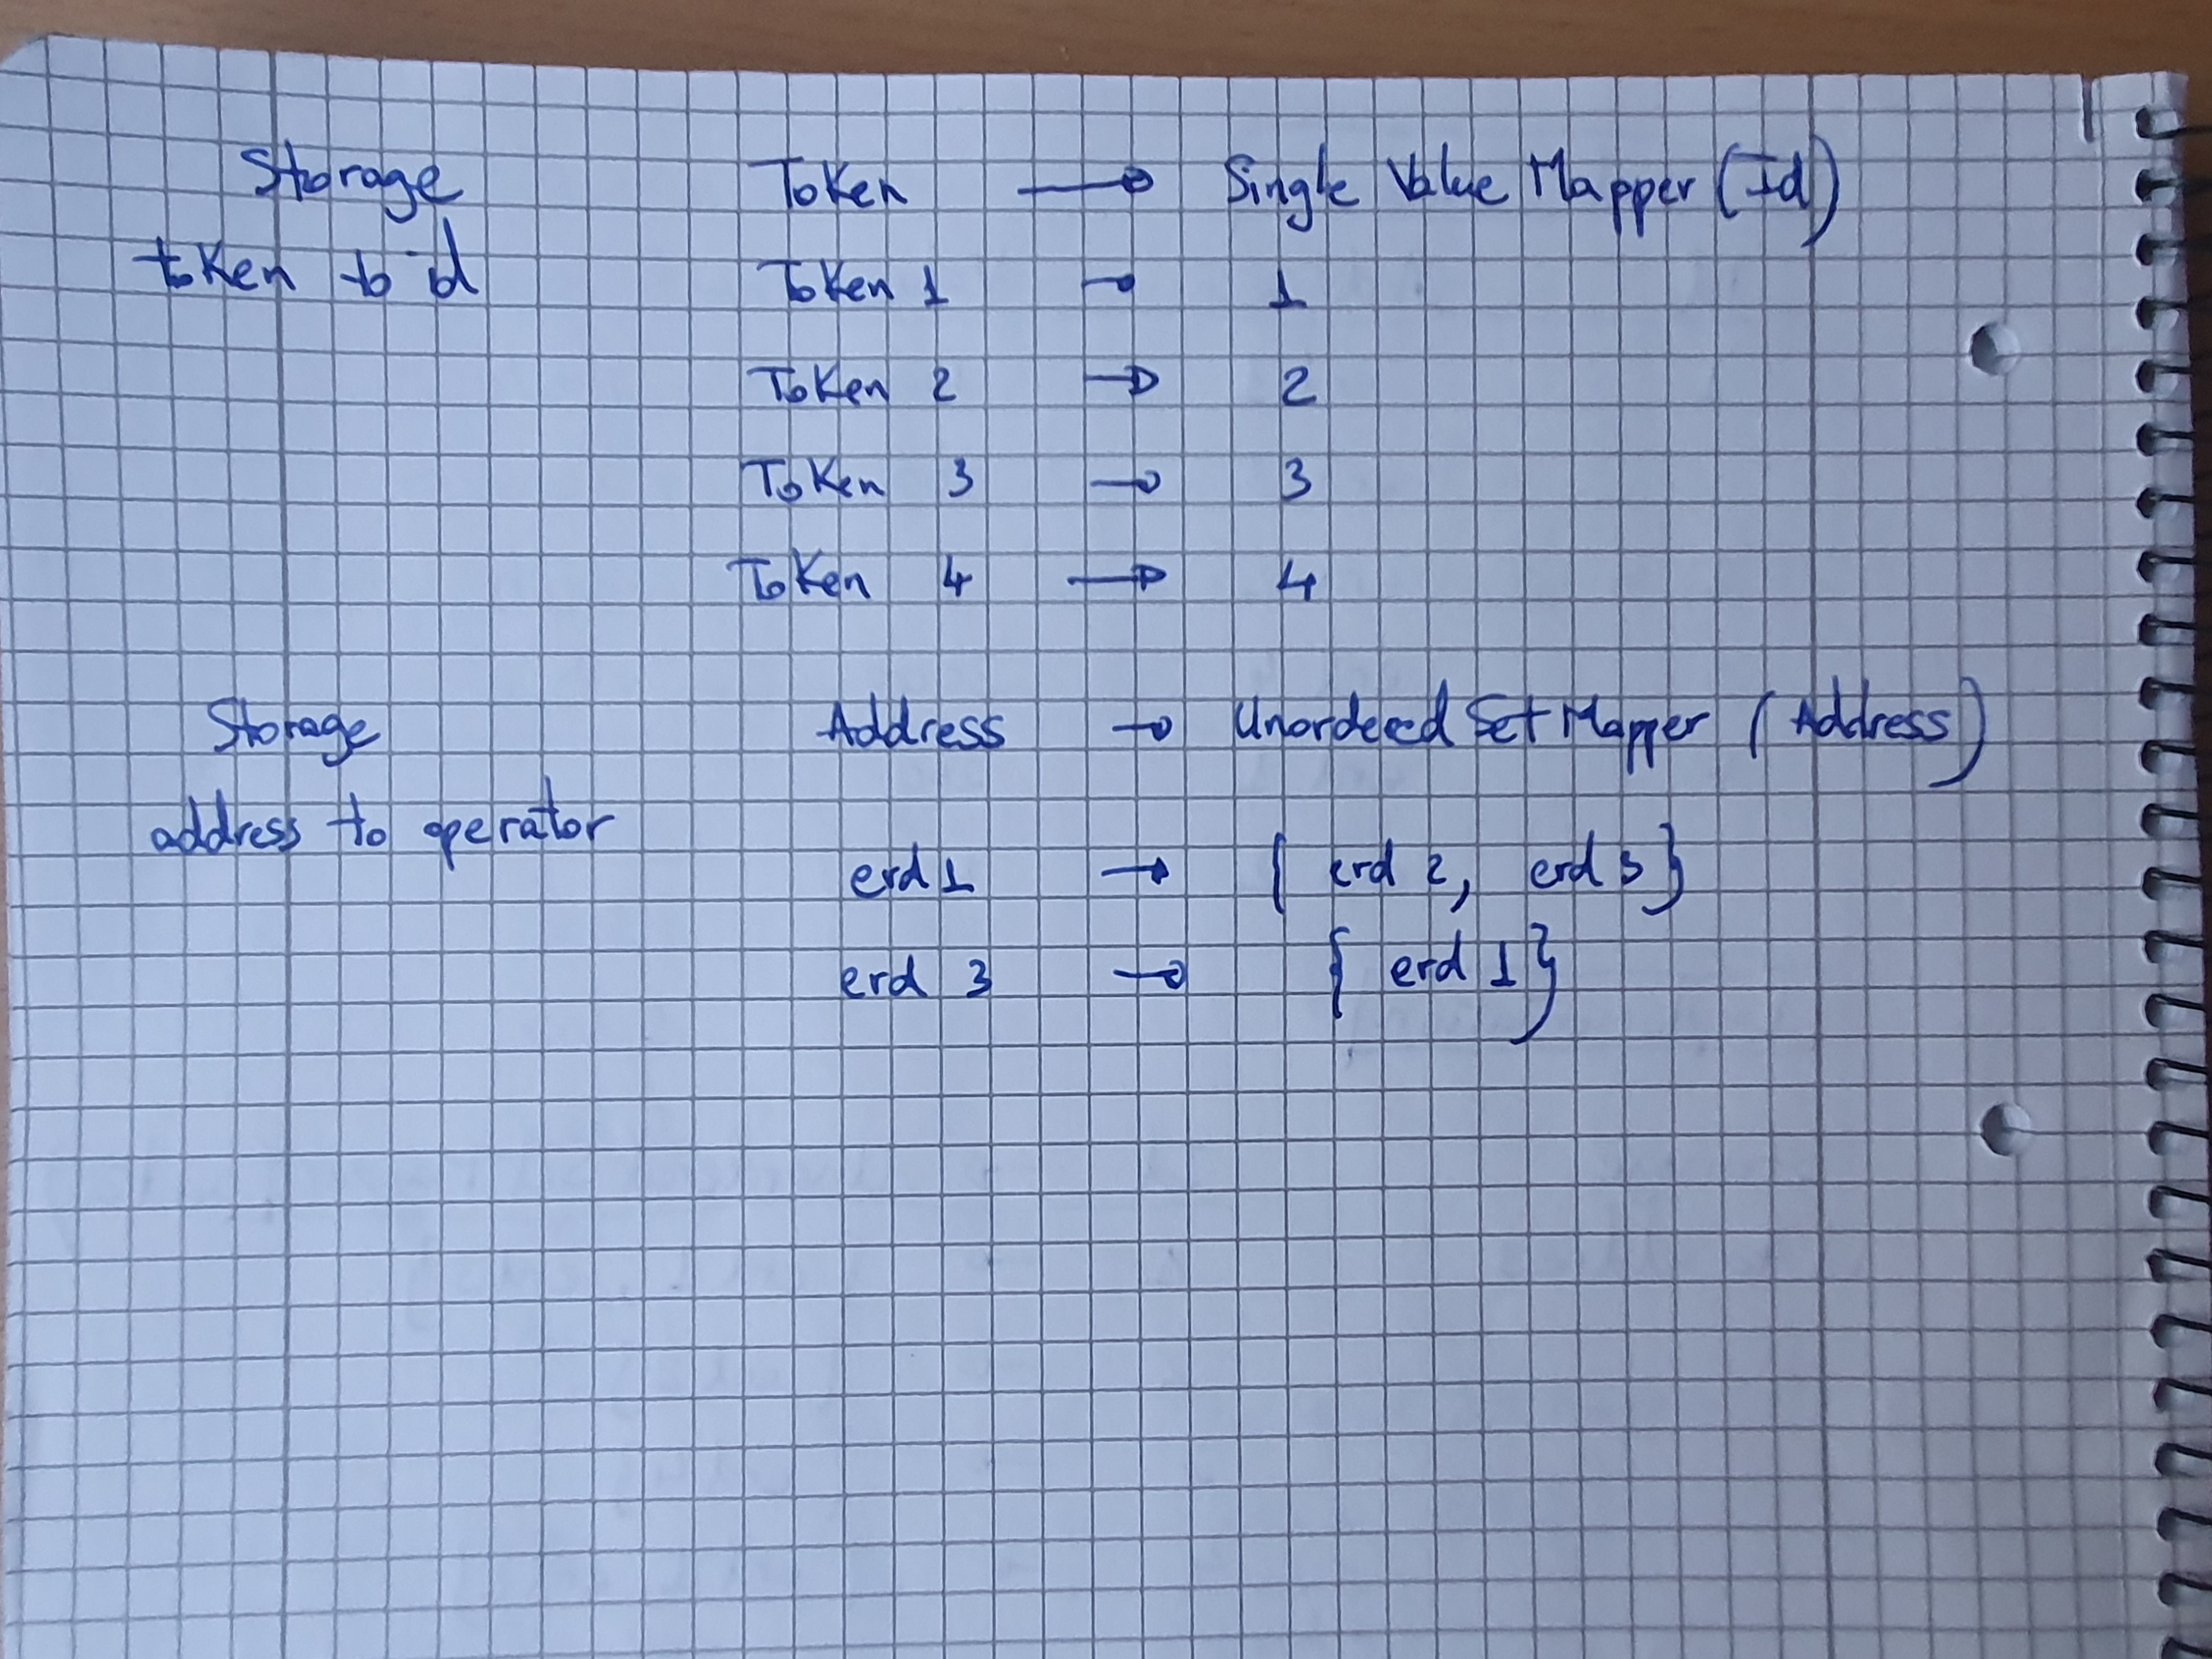 Storage Token → Single Value Mapper (Id)
token to id Token 1 → 1
Token 2 → 2
Token 3 → 3
Token 4 → 4
Storage Address → Unordered Set Mapper (Address)
address to operator
erd 1 → { erd 2, erd 3 }
erd 3 → { erd 1 }